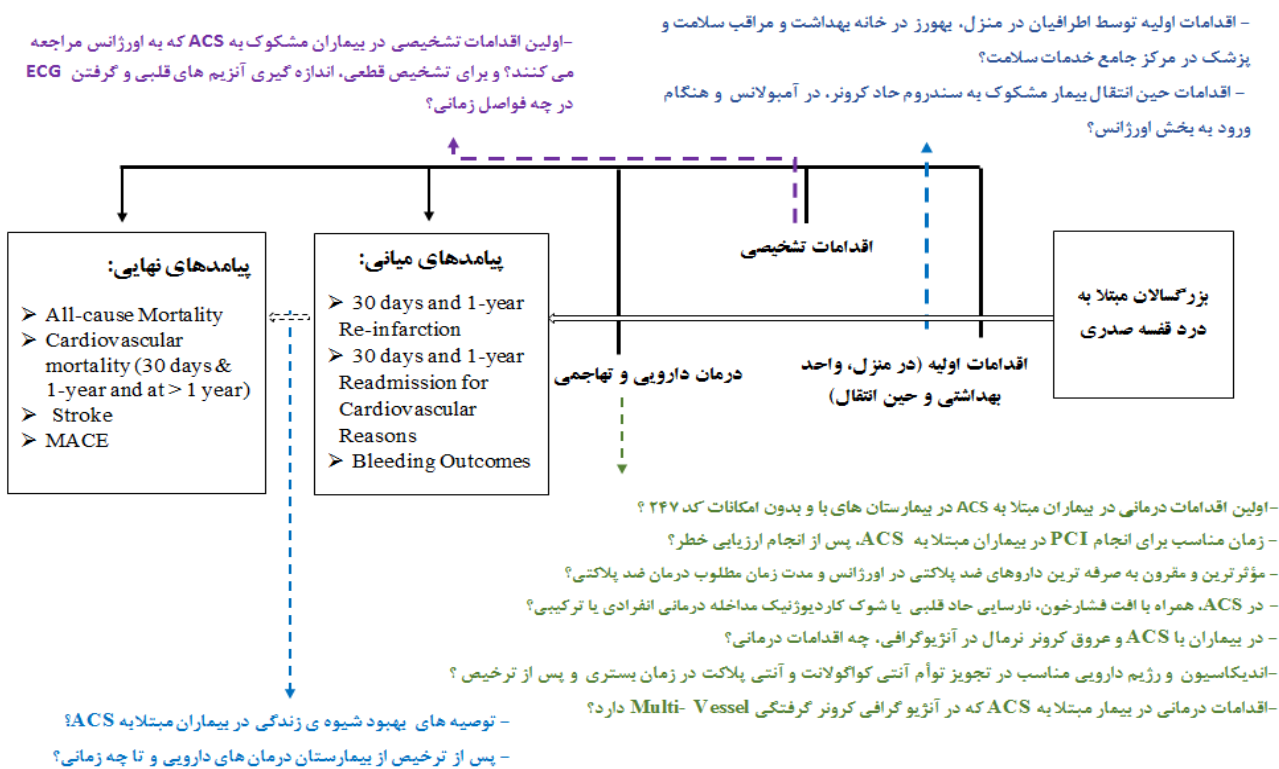 - اقدامات اولیه توسط اطرافیان در منزل، بهورز در خانه بهداشت و مراقب سلامت و
پزشک در مرکز جامع خدمات سلامت؟
- اقدامات حین انتقال بیمار مشکوک به سندروم حاد کرونر، در آمبولانس و هنگام
ورود به بخش اورژانس؟
-اولین اقدامات تشخیصی در بیماران مشکوک به ACS که به اورژانس مراجعه
می کنند؟ و برای تشخیص قطعی، اندازه گیری آنزیم های قلبی و گرفتن ECG
در چه فواصل زمانی؟
بزرگسالان مبتلا به
درد قفسه صدری
اقدامات اولیه (در منزل، واحد
بهداشتی و حین انتقال)
اقدامات تشخیصی
درمان دارویی و تهاجمی
پیامدهای میانی:
➢ 30 days and 1-year
Re-infarction
➢ 30 days and 1-year
Readmission for
Cardiovascular
Reasons
➢ Bleeding Outcomes
پیامدهای نهایی:
➢ All-cause Mortality
➢ Cardiovascular
mortality (30 days &
1-year and at > 1 year)
➢ Stroke
➢ MACE
-اولین اقدامات درمانی در بیماران مبتلا به ACS در بیمارستان های با و بدون امکانات کد ۲۴۷ ؟
- زمان مناسب برای انجام PCI در بیماران مبتلا به ACS، پس از انجام ارزیابی خطر؟
- مؤثرترین و مقرون به صرفه ترین داروهای ضد پلاکتی در اورژانس و مدت زمان مطلوب درمان ضد پلاکتی؟
- در ACS، همراه با افت فشارخون، نارسایی حاد قلبی یا شوک کاردیوژنیک مداخله درمانی انفرادی یا ترکیبی؟
- در بیماران با ACS و عروق کرونر نرمال در آنژیوگرافی، چه اقدامات درمانی؟
-اندیکاسیون و رژیم دارویی مناسب در تجویز توأم آنتی کواگولانت و آنتی پلاکت در زمان بستری و پس از ترخیص ؟
-اقدامات درمانی در بیمار مبتلا به ACS که در آنژیو گرافی کرونر گرفتگی Multi- Vessel دارد؟
- توصیه های بهبود شیوه ی زندگی در بیماران مبتلابه ACS؟
- پس از ترخیص از بیمارستان درمان های دارویی و تا چه زمانی؟